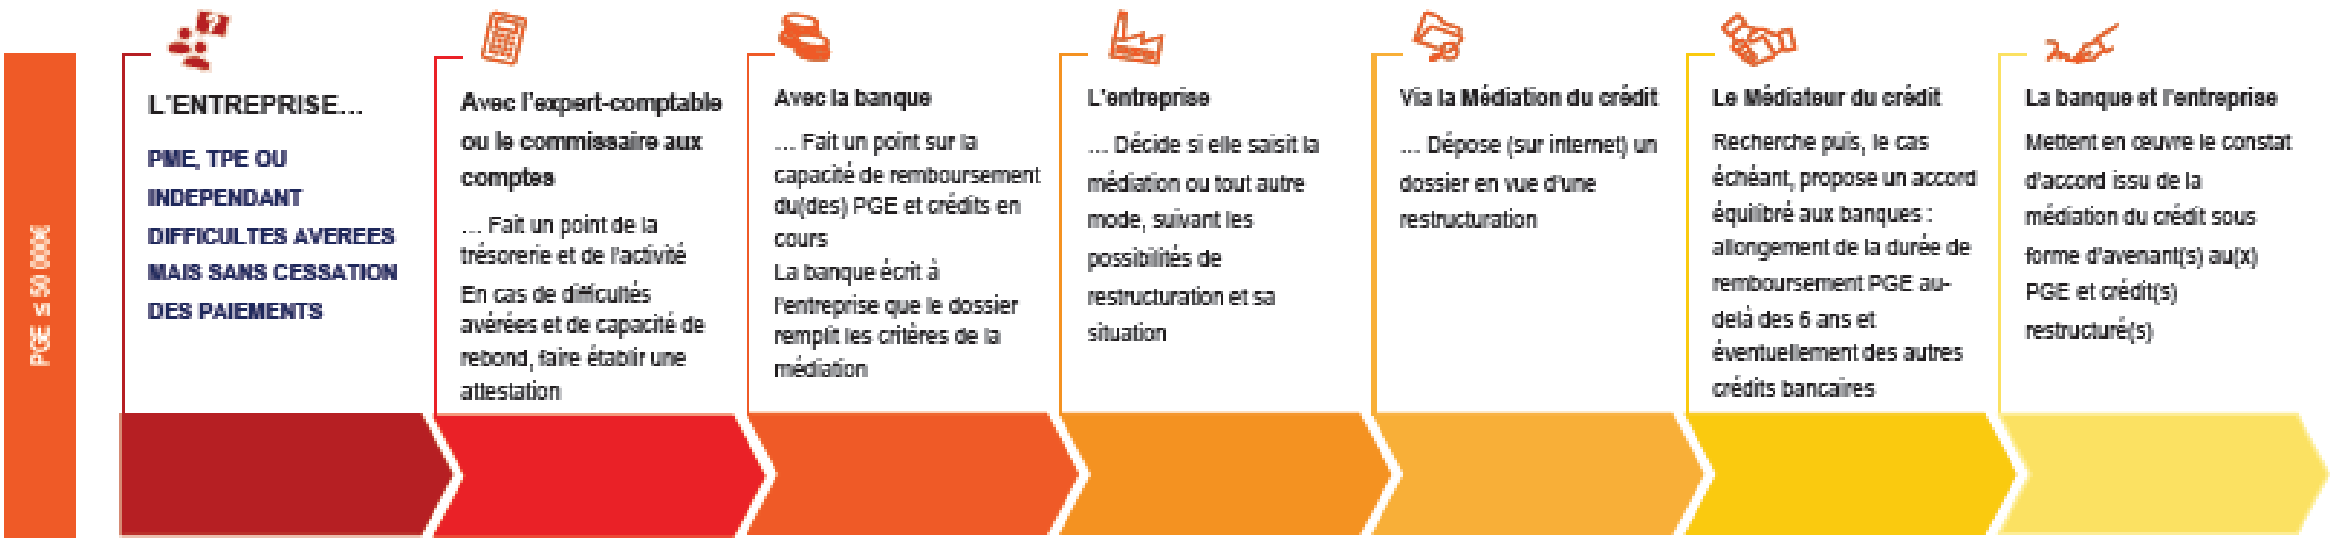 PGE ≤ 50 000€
L'ENTREPRISE...
PME, TPE OU
INDEPENDANT
DIFFICULTES AVEREES
MAIS SANS CESSATION
DES PAIEMENTS
Avec l'expert-comptable
ou le commissaire aux
comptes
... Fait un point de la
trésorerie et de l'activité
En cas de difficultés
avérées et de capacité de
rebond, faire établir une
attestation
Avec la banque
... Fait un point sur la
capacité de remboursement
du(des) PGE et crédits en
cours
La banque écrit à
l'entreprise que le dossier
remplit les critères de la
médiation
L'entreprise
... Décide si elle saisit la
médiation ou tout autre
mode, suivant les
possibilités de
restructuration et sa
situation
Via la Médiation du crédit
... Dépose (sur internet) un
dossier en vue d'une
restructuration
Le Médiateur du crédit
Recherche puis, le cas
échéant, propose un accord
équilibré aux banques :
allongement de la durée de
remboursement PGE au-
delà des 6 ans et
éventuellement des autres
crédits bancaires
La banque et l'entreprise
Mettent en œuvre le constat
d'accord issu de la
médiation du crédit sous
forme d'avenant(s) au(x)
PGE et crédit(s)
restructuré(s)